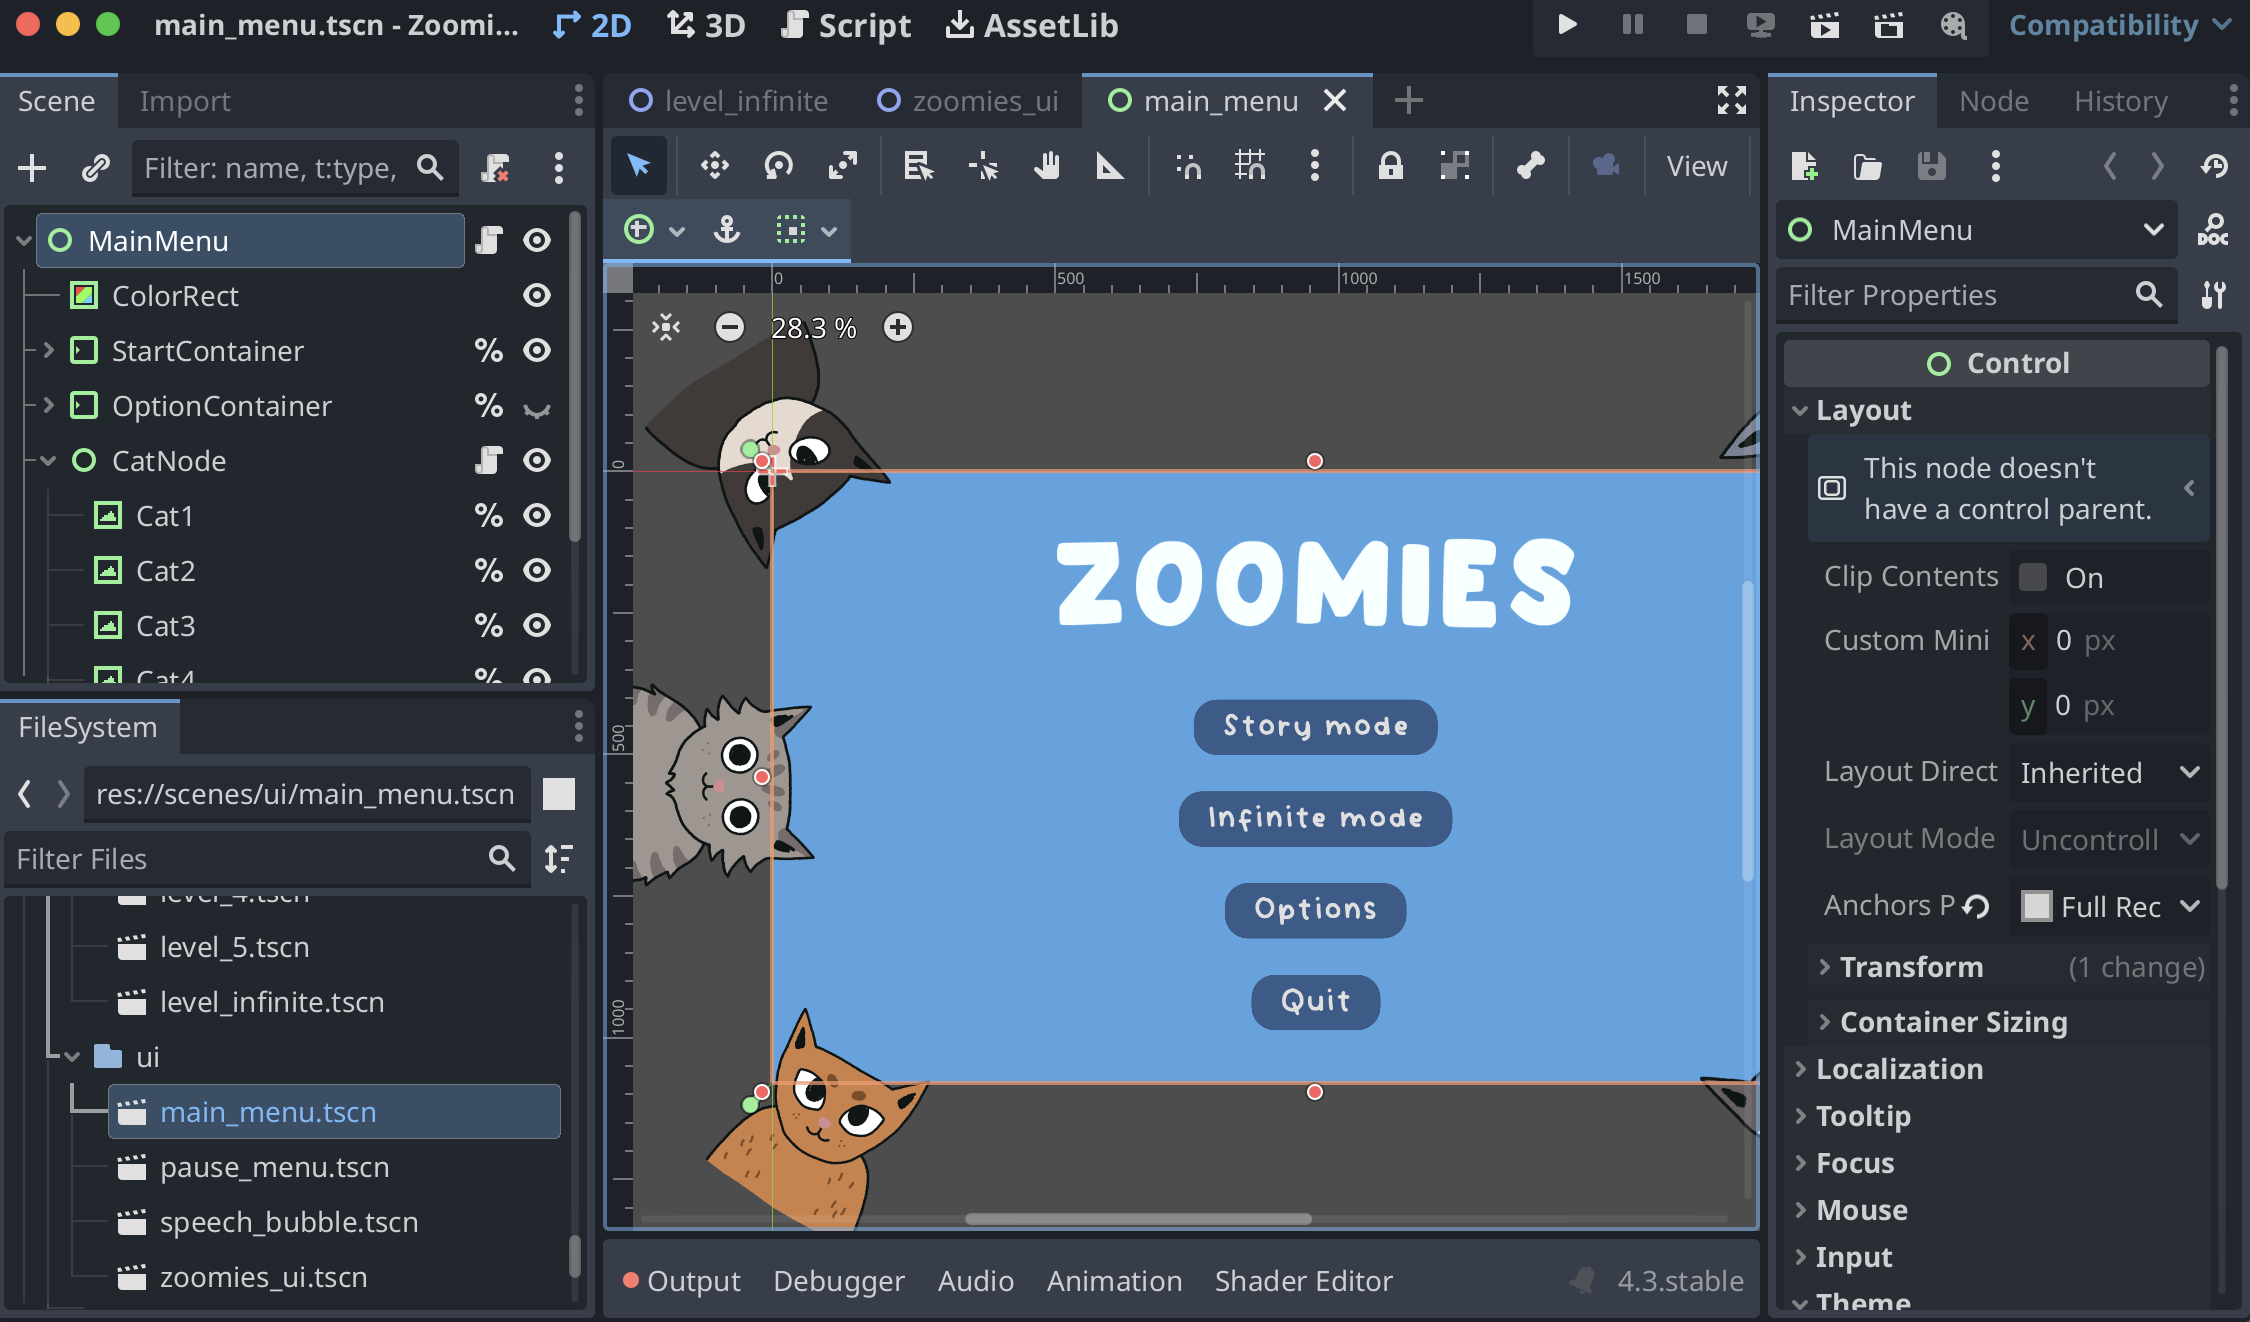 main_menu.tscn - Zoomi...
2D
3D
Script
AssetLib
Compatibility
Scene
Import
Filter: name, t:type,
MainMenu
ColorRect
StartContainer
OptionContainer
CatNode
Cat1
Cat2
Cat3
Cat4
FileSystem
res://scenes/ui/main_menu.tscn
Filter Files
level_4.tscn
level_5.tscn
level_infinite.tscn
ui
main_menu.tscn
pause_menu.tscn
speech_bubble.tscn
zoomies_ui.tscn
level_infinite
zoomies_ui
main_menu
View
0
500
1000
1500
28.3 %
0
500
1000
ZOOMIES
Story mode
Infinite mode
Options
Quit
Output
Debugger
Audio
Animation
Shader Editor
4.3.stable
Inspector
Node
History
MainMenu
DOC
Filter Properties
Control
Layout
This node doesn't
have a control parent.
Clip Contents
On
Custom Mini
x 0 px
y 0 px
Layout Direct
Inherited
Layout Mode
Uncontroll
Anchors P
Full Rec
Transform
(1 change)
Container Sizing
Localization
Tooltip
Focus
Mouse
Input
Theme